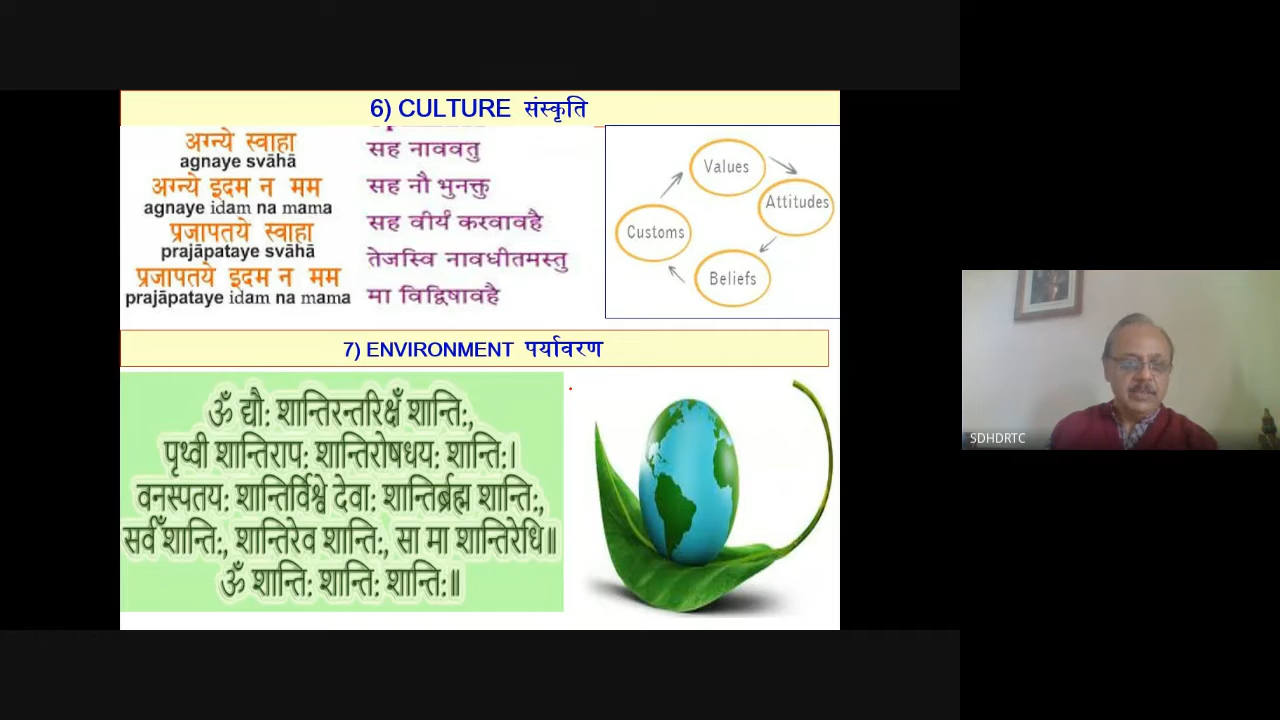 6) CULTURE संस्कृति
अग्न्ये स्वाहा
agnaye svāhā
अग्न्ये इदम न मम
agnaye idam na mama
प्रजापतये स्वाहा
prajāpataye svāhā
प्रजापतये इदम न मम
prajāpataye idam na mama
सह नाववतु
सह नौ भुनक्तु
सह वीर्यं करवावहै
तेजस्वि नावधीतमस्तु
मा विद्विषावहै
Values
Attitudes
Customs
Beliefs
7) ENVIRONMENT पर्यावरण
ॐ द्यौ: शान्तिरन्तरिक्षँ शान्ति:,
पृथ्वी शान्तिराप: शान्तिरोषधय: शान्ति:।
वनस्पतय: शान्तिर्विश्वे देवा: शान्तिर्ब्रह्म शान्ति:,
सर्वँ शान्ति:, शान्तिरेव शान्ति:, सा मा शान्तिरेधि॥
ॐ शान्ति: शान्ति: शान्ति:॥
SDHDRTC